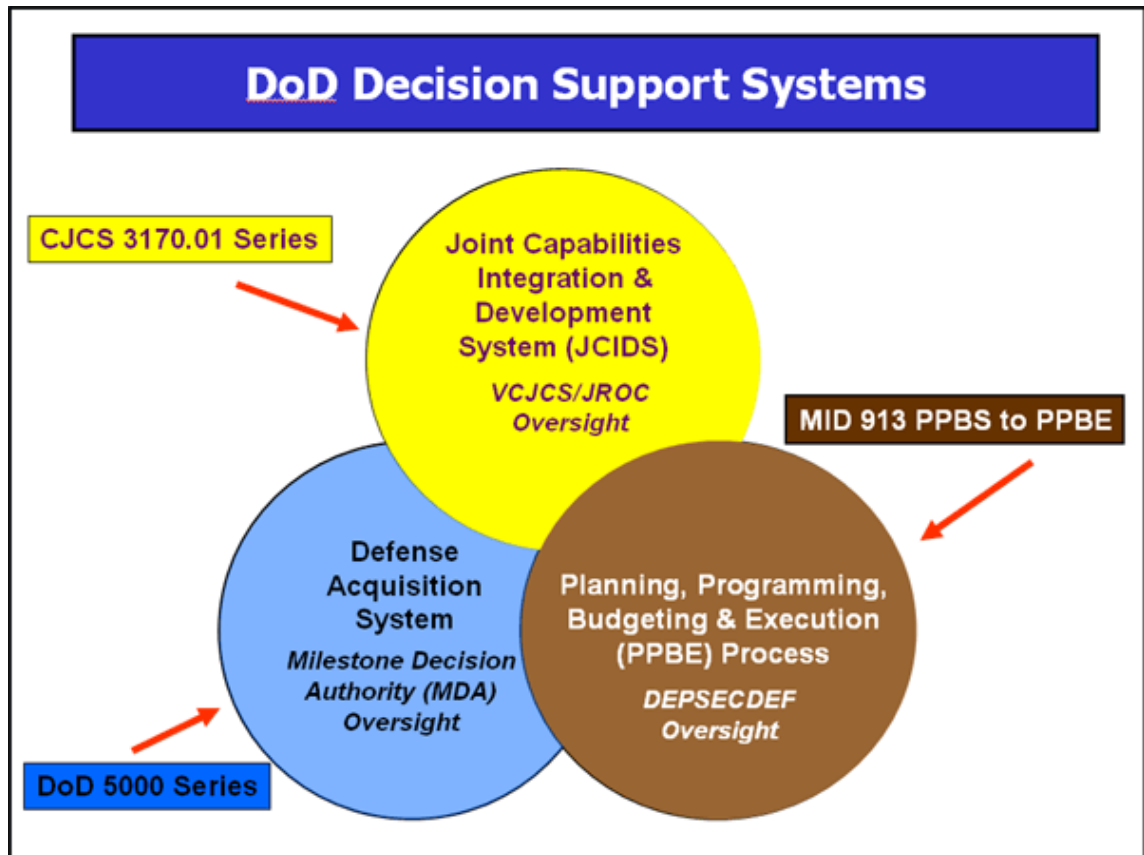 DoD Decision Support Systems
CJCS 3170.01 Series
Joint Capabilities
Integration &
Development
System (JCIDS)
VCJCS/JROC
Oversight
MID 913 PPBS to PPBE
Defense
Acquisition
System
Milestone Decision
Authority (MDA)
Oversight
Planning, Programming,
Budgeting & Execution
(PPBE) Process
DEPSECDEF
Oversight
DoD 5000 Series